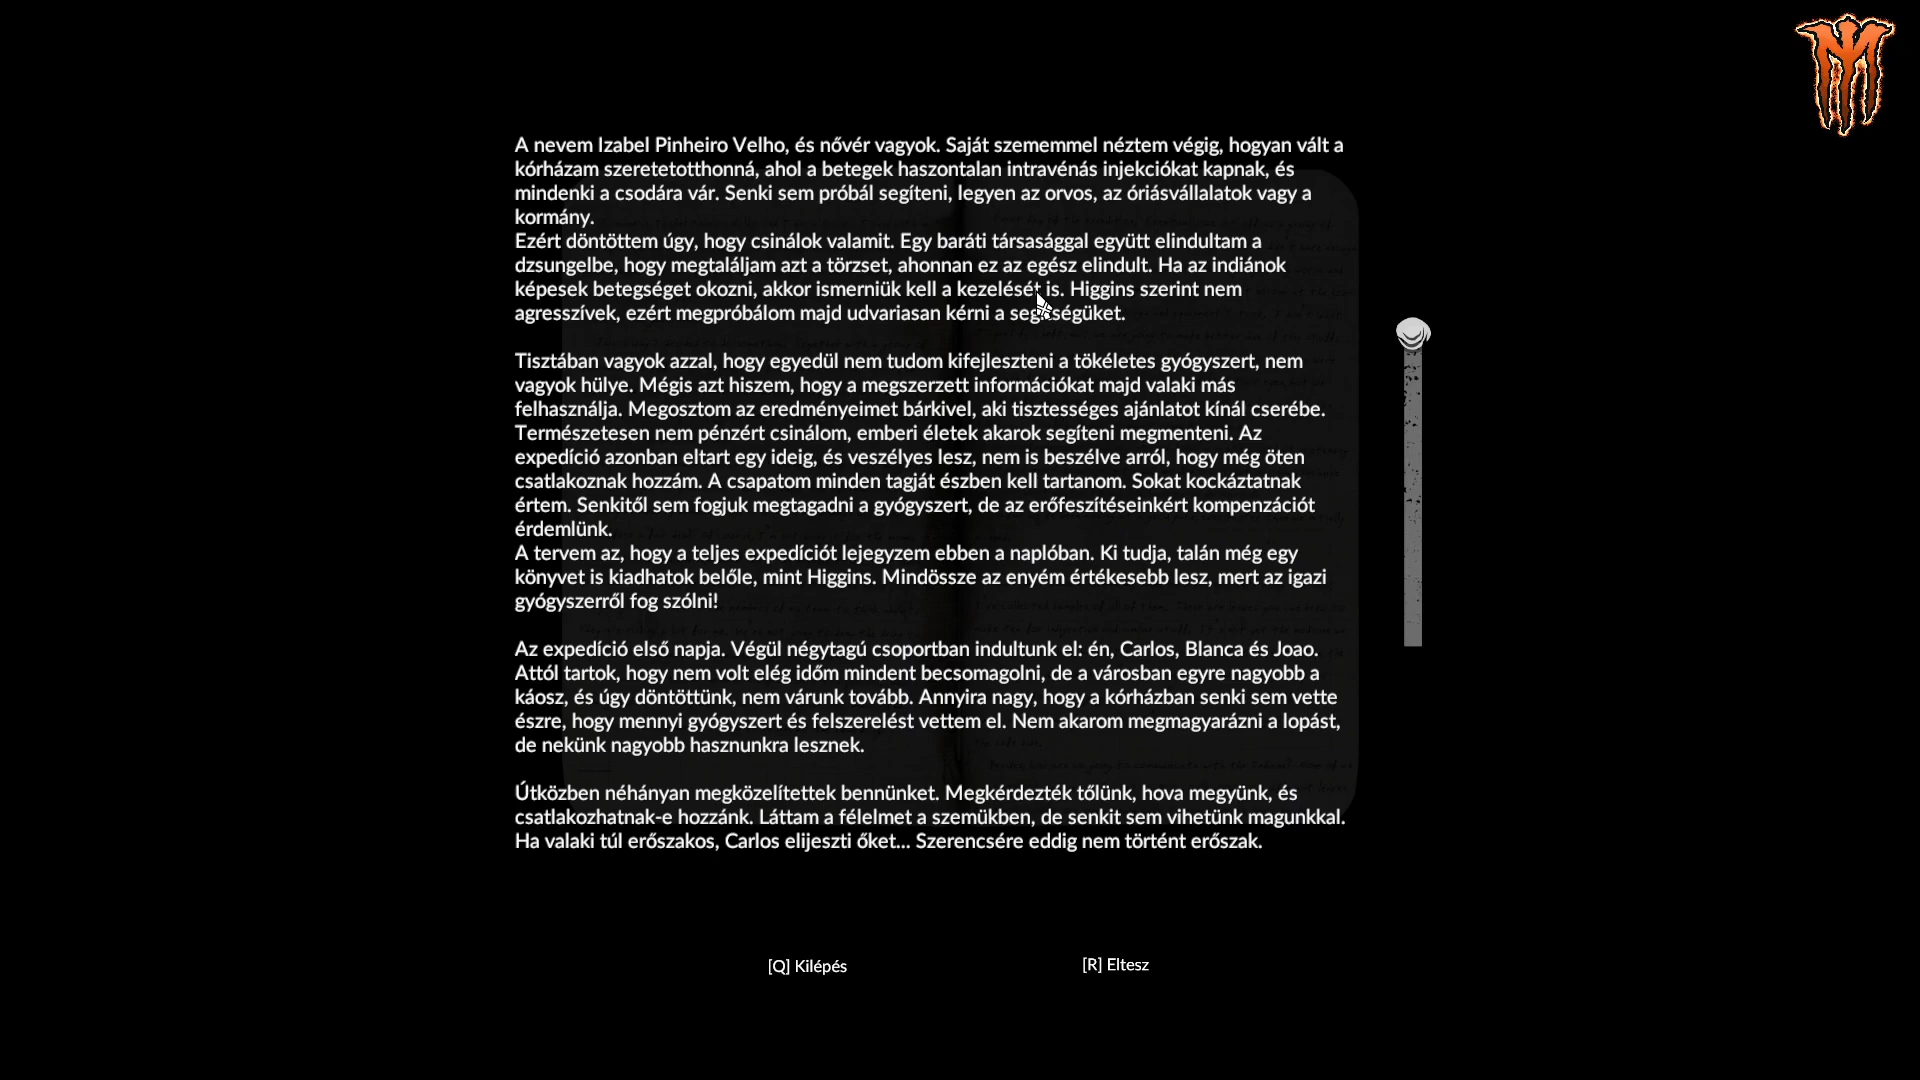 A nevem Izabel Pinheiro Velho, és nővér vagyok. Saját szememmel néztem végig, hogyan vált a
kórházam szeretetotthonná, ahol a betegek haszontalan intravénás injekciókat kapnak, és
mindenki a csodára vár. Senki sem próbál segíteni, legyen az orvos, az óriásvállalatok vagy a
kormány.
Ezért döntöttem úgy, hogy csinálok valamit. Egy baráti társasággal együtt elindultam a
dzsungelbe, hogy megtaláljam azt a törzset, ahonnan ez az egész elindult. Ha az indiánok
képesek betegséget okozni, akkor ismerniük kell a kezelését is. Higgins szerint nem
agresszívek, ezért megpróbálom majd udvariasan kérni a segítségüket.
Tisztában vagyok azzal, hogy egyedül nem tudom kifejleszteni a tökéletes gyógyszert, nem
vagyok hülye. Mégis azt hiszem, hogy a megszerzett információkat majd valaki más
felhasználja. Megosztom az eredményeimet bárkivel, aki tisztességes ajánlatot kínál cserébe.
Természetesen nem pénzért csinálom, emberi életek akarok segíteni megmenteni. Az
expedíció azonban eltart egy ideig, és veszélyes lesz, nem is beszélve arról, hogy még öten
csatlakoznak hozzám. A csapatom minden tagját észben kell tartanom. Sokat kockáztatnak
értem. Senkitől sem fogjuk megtagadni a gyógyszert, de az erőfeszítéseinkért kompenzációt
érdemlünk.
A tervem az, hogy a teljes expedíciót lejegyzem ebben a naplóban. Ki tudja, talán még egy
könyvet is kiadhatok belőle, mint Higgins. Mindössze az enyém értékesebb lesz, mert az igazi
gyógyszerről fog szólni!
Az expedíció első napja. Végül négytagú csoportban indultunk el: én, Carlos, Blanca és Joao.
Attól tartok, hogy nem volt elég időm mindent becsomagolni, de a városban egyre nagyobb a
káosz, és úgy döntöttünk, nem várunk tovább. Annyira nagy, hogy a kórházban senki sem vette
észre, hogy mennyi gyógyszert és felszerelést vettem el. Nem akarom megmagyarázni a lopást,
de nekünk nagyobb hasznunkra lesznek.
Útközben néhányan megközelítettek bennünket. Megkérdezték tőlünk, hova megyünk, és
csatlakozhatnak-e hozzánk. Láttam a félelmet a szemükben, de senkit sem vihetünk magunkkal.
Ha valaki túl erőszakos, Carlos elijeszti őket... Szerencsére eddig nem történt erőszak.
[Q] Kilépés
[R] Eltesz